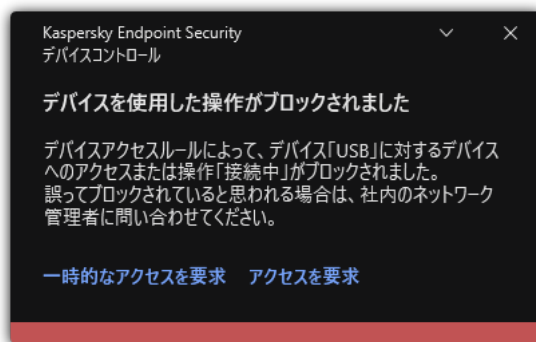 Kaspersky Endpoint Security
デバイスコントロール
デバイスを使用した操作がブロックされました
デバイスアクセスルールによって、デバイス「USB」に対するデバイス
へのアクセスまたは操作「接続中」がブロックされました。
誤ってブロックされていると思われる場合は、社内のネットワーク
管理者に問い合わせてください。
一時的なアクセスを要求 アクセスを要求